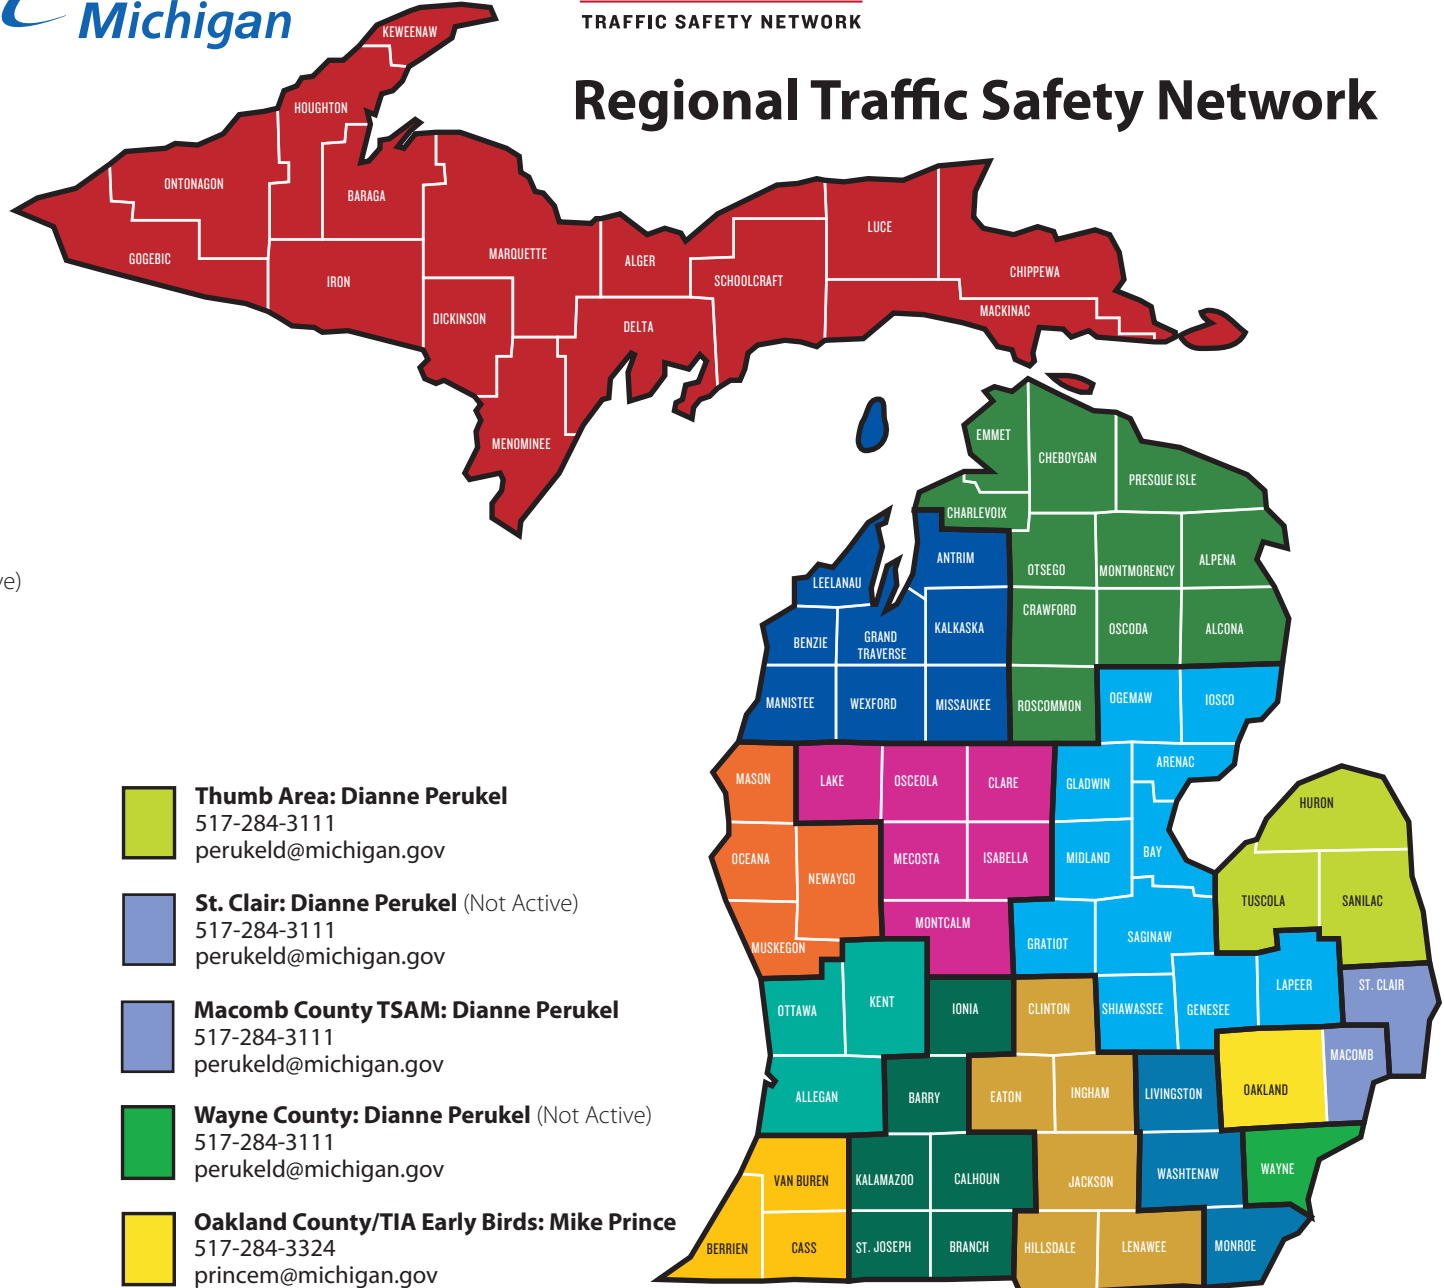 Michigan
TRAFFIC SAFETY NETWORK
Regional Traffic Safety Network
KEWEENAW
HOUGHTON
ONTONAGON
BARAGA
GOGEBIC
IRON
MARQUETTE
DICKINSON
MENOMINEE
ALGER
DELTA
SCHOOLCRAFT
LUCE
CHIPPEWA
MACKINAC
EMMET
CHEBOYGAN
PRESQUE ISLE
CHARLEVOIX
ANTRIM
OTSEGO
MONTMORENCY
ALPENA
ve)
LEELANAU
BENZIE
GRAND
TRAVERSE
KALKASKA
CRAWFORD
OSCODA
ALCONA
MANISTEE
WEXFORD
MISSAUKEE
ROSCOMMON
OGEMAW
IOSCO
MASON
LAKE
OSCEOLA
CLARE
GLADWIN
ARENAC
OCEANA
NEWAYGO
MECOSTA
ISABELLA
MIDLAND
BAY
HURON
TUSCOLA
SANILAC
MUSKEGON
MONTCALM
GRATIOT
SAGINAW
OTTAWA
KENT
IONIA
CLINTON
SHIAWASSEE
GENESEE
LAPEER
ST. CLAIR
ALLEGAN
BARRY
EATON
INGHAM
LIVINGSTON
OAKLAND
MACOMB
VAN BUREN
KALAMAZOO
CALHOUN
JACKSON
WASHTENAW
WAYNE
BERRIEN
CASS
ST. JOSEPH
BRANCH
HILLSDALE
LENAWEE
MONROE
Thumb Area: Dianne Perukel
517-284-3111
perukeld@michigan.gov
St. Clair: Dianne Perukel (Not Active)
517-284-3111
perukeld@michigan.gov
Macomb County TSAM: Dianne Perukel
517-284-3111
perukeld@michigan.gov
Wayne County: Dianne Perukel (Not Active)
517-284-3111
perukeld@michigan.gov
Oakland County/TIA Early Birds: Mike Prince
517-284-3324
princem@michigan.gov